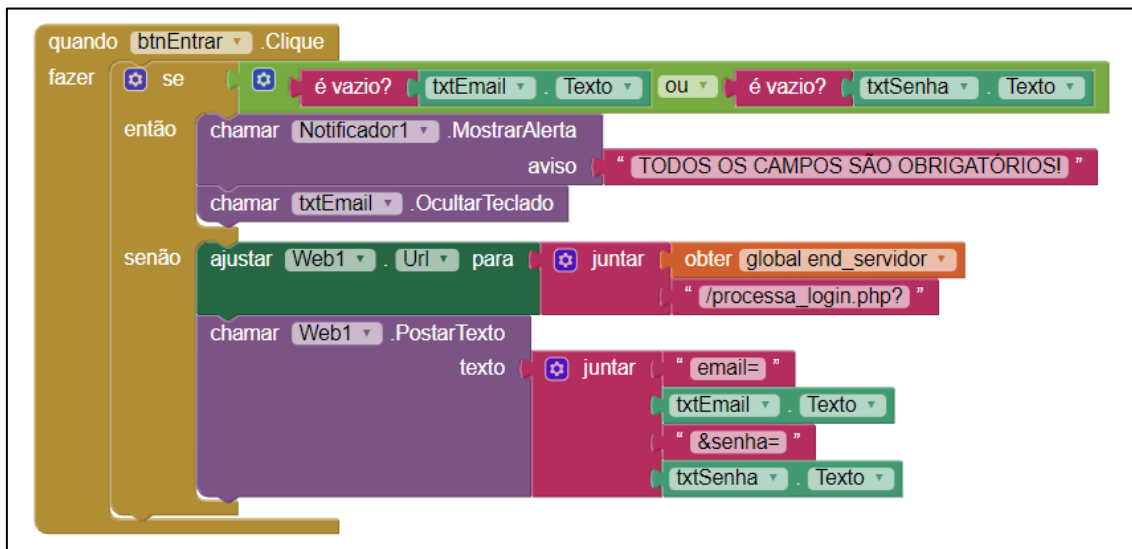 quando btnEntrar .Clique
fazer se é vazio? txtEmail . Texto ou é vazio? txtSenha . Texto
então chamar Notificador1 .MostrarAlerta
aviso “ TODOS OS CAMPOS SÃO OBRIGATÓRIOS! ”
chamar txtEmail .OcultarTeclado
senão ajustar Web1 . Url para juntar obter global end_servidor
“ /processa_login.php? ”
chamar Web1 .PostarTexto
texto juntar “ email= ”
txtEmail . Texto
“ &senha= ”
txtSenha . Texto